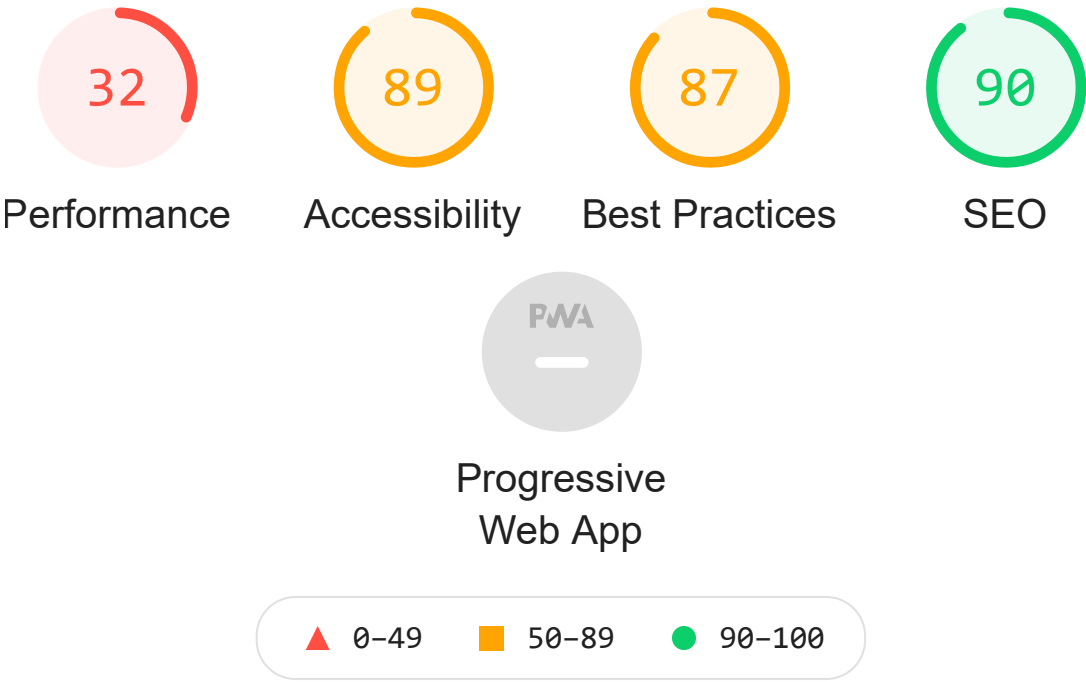 32 89 87 90
Performance Accessibility Best Practices SEO
PWA
Progressive
Web App
0–49 50–89 90–100